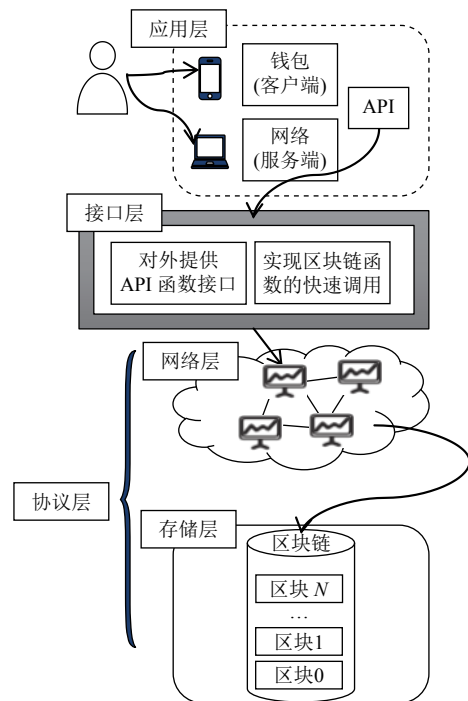 应用层
钱包
(客户端)
API
网络
(服务端)
接口层
对外提供
API 函数接口
实现区块链函
数的快速调用
网络层
协议层
存储层
区块链
区块 N
…
区块1
区块0